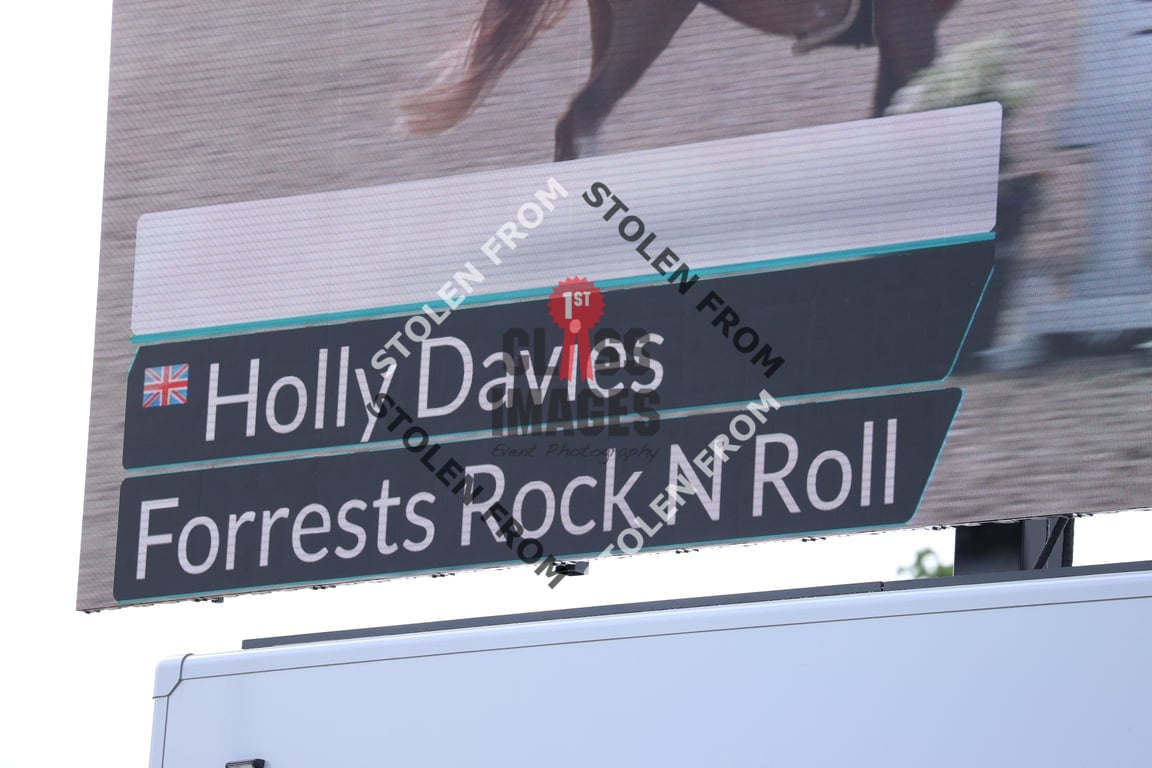 STOLEN FROM
STOLEN FROM
1ST
CLASS
IMAGES
Event Photography
Holly Davies
Forrests Rock N Roll
STOLEN FROM
STOLEN FROM